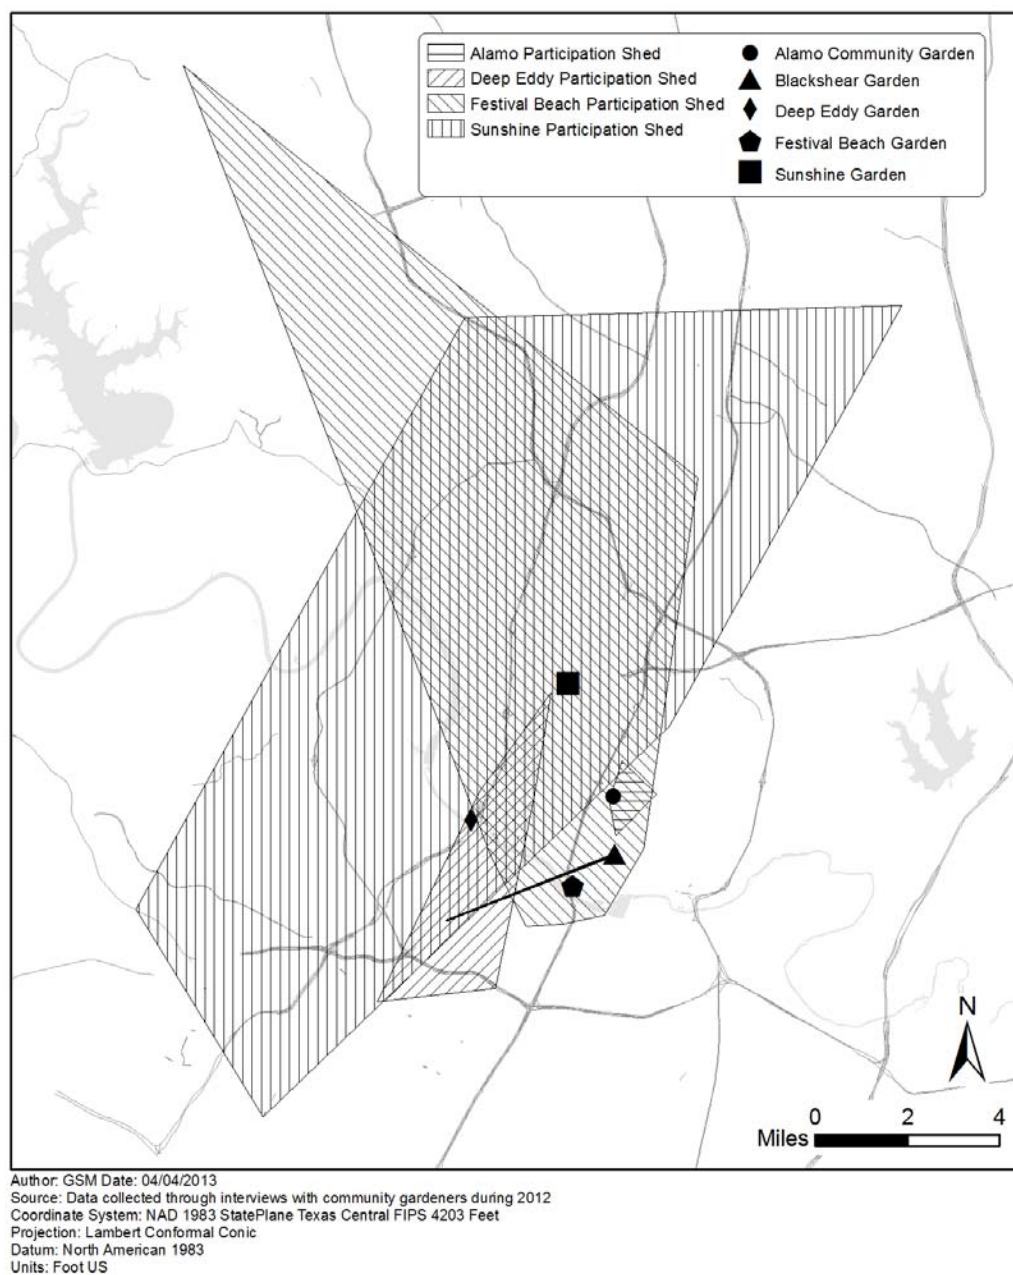 Alamo Participation Shed
Deep Eddy Participation Shed
Festival Beach Participation Shed
Sunshine Participation Shed
Alamo Community Garden
Blackshear Garden
Deep Eddy Garden
Festival Beach Garden
Sunshine Garden
N
0 2 4
Miles
Author: GSM Date: 04/04/2013
Source: Data collected through interviews with community gardeners during 2012
Coordinate System: NAD 1983 StatePlane Texas Central FIPS 4203 Feet
Projection: Lambert Conformal Conic
Datum: North American 1983
Units: Foot US